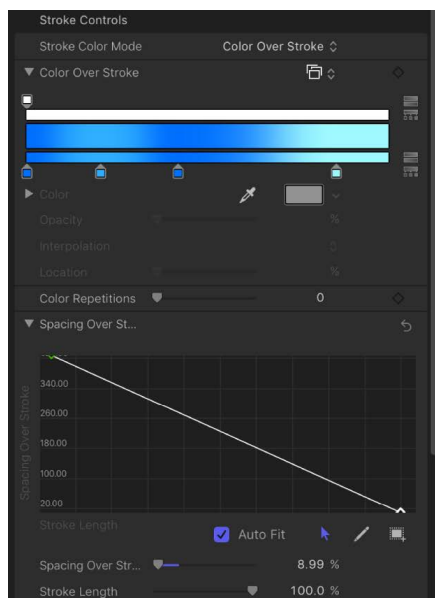 Stroke Controls
Stroke Color Mode Color Over Stroke
Color Over Stroke
Color
Opacity %
Interpolation
Location %
Color Repetitions 0
Spacing Over St...
340.00
260.00
180.00
100.00
20.00
Spacing Over Stroke
Stroke Length
Auto Fit
Spacing Over Str... 8.99 %
Stroke Length 100.0 %